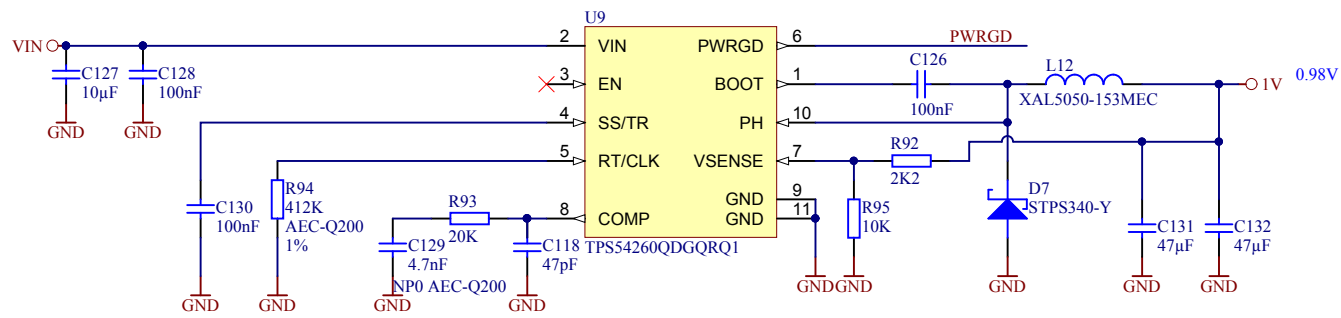 U9
VIN
2
VIN
PWRGD
6
PWRGD
C127
10µF
C128
100nF
3
EN
BOOT
1
C126
100nF
L12
XAL5050-153MEC
1V
0.98V
GND
GND
4
SS/TR
PH
10
5
RT/CLK
VSENSE
7
R92
2K2
R94
412K
AEC-Q200
1%
C130
100nF
R93
20K
8
COMP
GND
9
GND
11
R95
10K
D7
STPS340-Y
C129
4.7nF
NP0 AEC-Q200
C118
47pF
TPS54260QDGQRQ1
C131
47µF
C132
47µF
GND
GND
GND
GND
GND
GND
GND
GND
GND